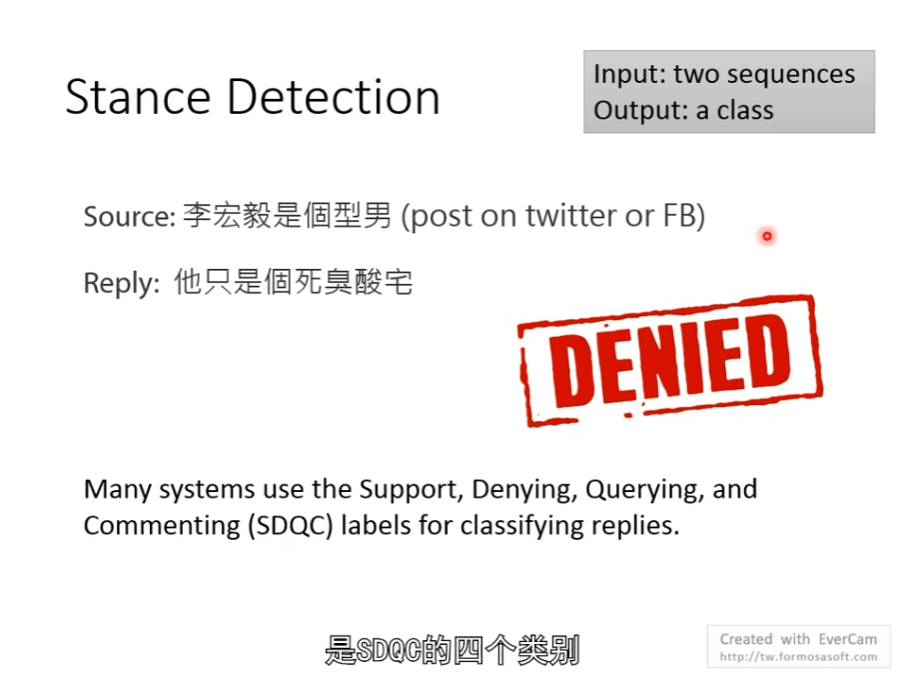 Stance Detection
Input: two sequences
Output: a class
Source: 李宏毅是個型男 (post on twitter or FB)
Reply: 他只是個死臭酸宅
DENIED
Many systems use the Support, Denying, Querying, and
Commenting (SDQC) labels for classifying replies.
是SDQC的四个类别
Created with EverCam
http://tw.formosasoft.com